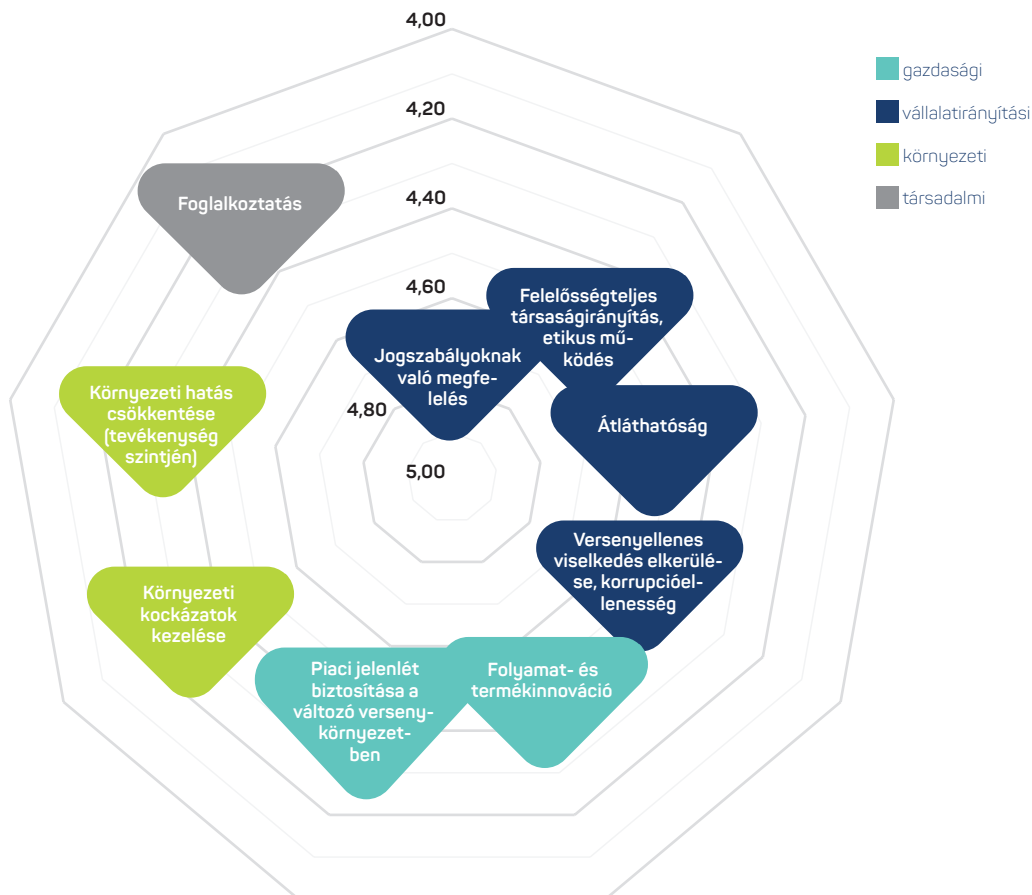 4,00
4,20
4,40
4,60
4,80
5,00
gazdasági
vállalatirányítási
környezeti
társadalmi
Foglalkoztatás
Felelősségteljes
társaságirányítás,
etikus mű-
ködés
Jogszabályoknak
való megfe-
lelés
Átláthatóság
Környezeti hatás
csökkentése
(tevékenység
szintjén)
Versenyellenes
viselkedés elkerülé-
se, korrupcióel-
lenesség
Környezeti
kockázatok
kezelése
Piaci jelenlét
biztosítása a
változó verseny-
környezet-
ben
Folyamat- és
termékinnováció